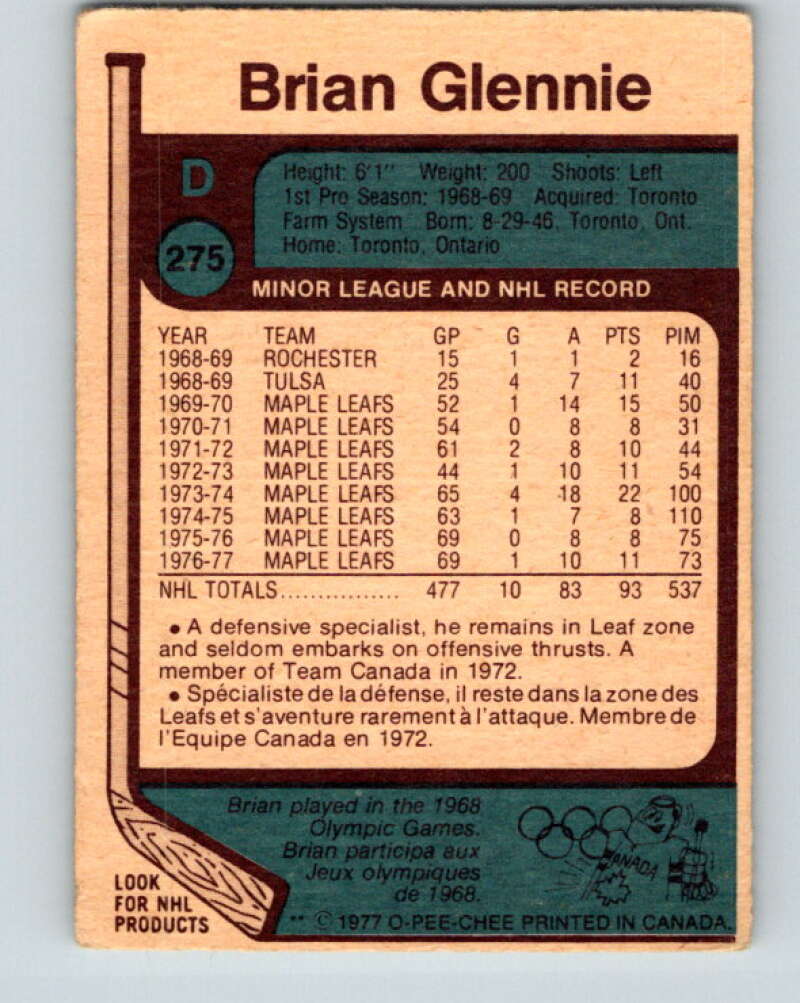 Brian Glennie
D
Height: 6'1" Weight: 200 Shoots: Left
1st Pro Season: 1968-69 Acquired: Toronto
Farm System Born: 8-29-46, Toronto, Ont.
Home: Toronto, Ontario
275
MINOR LEAGUE AND NHL RECORD
YEAR TEAM GP G A PTS PIM
1968-69 ROCHESTER 15 1 1 2 16
1968-69 TULSA 25 4 7 11 40
1969-70 MAPLE LEAFS 52 1 14 15 50
1970-71 MAPLE LEAFS 54 0 8 8 31
1971-72 MAPLE LEAFS 61 2 8 10 44
1972-73 MAPLE LEAFS 44 1 10 11 54
1973-74 MAPLE LEAFS 65 4 18 22 100
1974-75 MAPLE LEAFS 63 1 7 8 110
1975-76 MAPLE LEAFS 69 0 8 8 75
1976-77 MAPLE LEAFS 69 1 10 11 73
NHL TOTALS................ 477 10 83 93 537
• A defensive specialist, he remains in Leaf zone
and seldom embarks on offensive thrusts. A
member of Team Canada in 1972.
• Spécialiste de la défense, il reste dans la zone des
Leafs et s'aventure rarement à l'attaque. Membre de
l'Equipe Canada en 1972.
Brian played in the 1968
Olympic Games.
Brian participa aux
Jeux olympiques
de 1968.
CANADA
LOOK
FOR NHL
PRODUCTS
** © 1977 O-PEE-CHEE PRINTED IN CANADA.